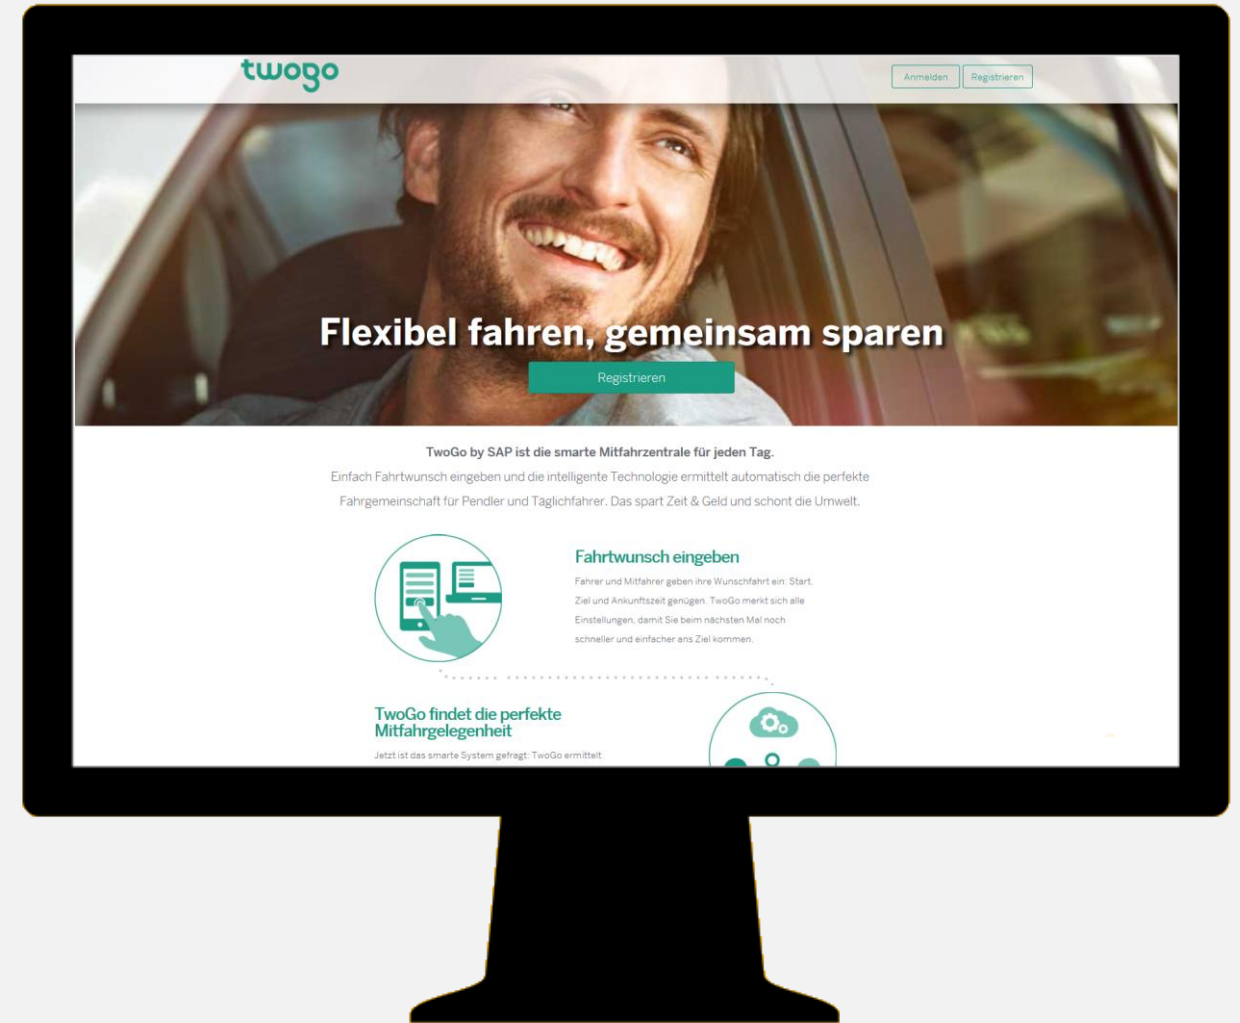 twogo
Anmelden Registrieren
Flexibel fahren, gemeinsam sparen
Registrieren
TwoGo by SAP ist die smarte Mitfahrzentrale für jeden Tag.
Einfach Fahrtwunsch eingeben und die intelligente Technologie ermittelt automatisch die perfekte
Fahrgemeinschaft für Pendler und Täglichfahrer. Das spart Zeit & Geld und schont die Umwelt.
Fahrtwunsch eingeben
Fahrer und Mitfahrer geben ihre Wunschfahrt ein: Start,
Ziel und Ankunftszeit genügen. TwoGo merkt sich alle
Einstellungen, damit Sie beim nächsten Mal noch
schneller und einfacher ans Ziel kommen.
TwoGo findet die perfekte
Mitfahrgelegenheit
Jetzt ist das smarte System gefragt: TwoGo ermittelt